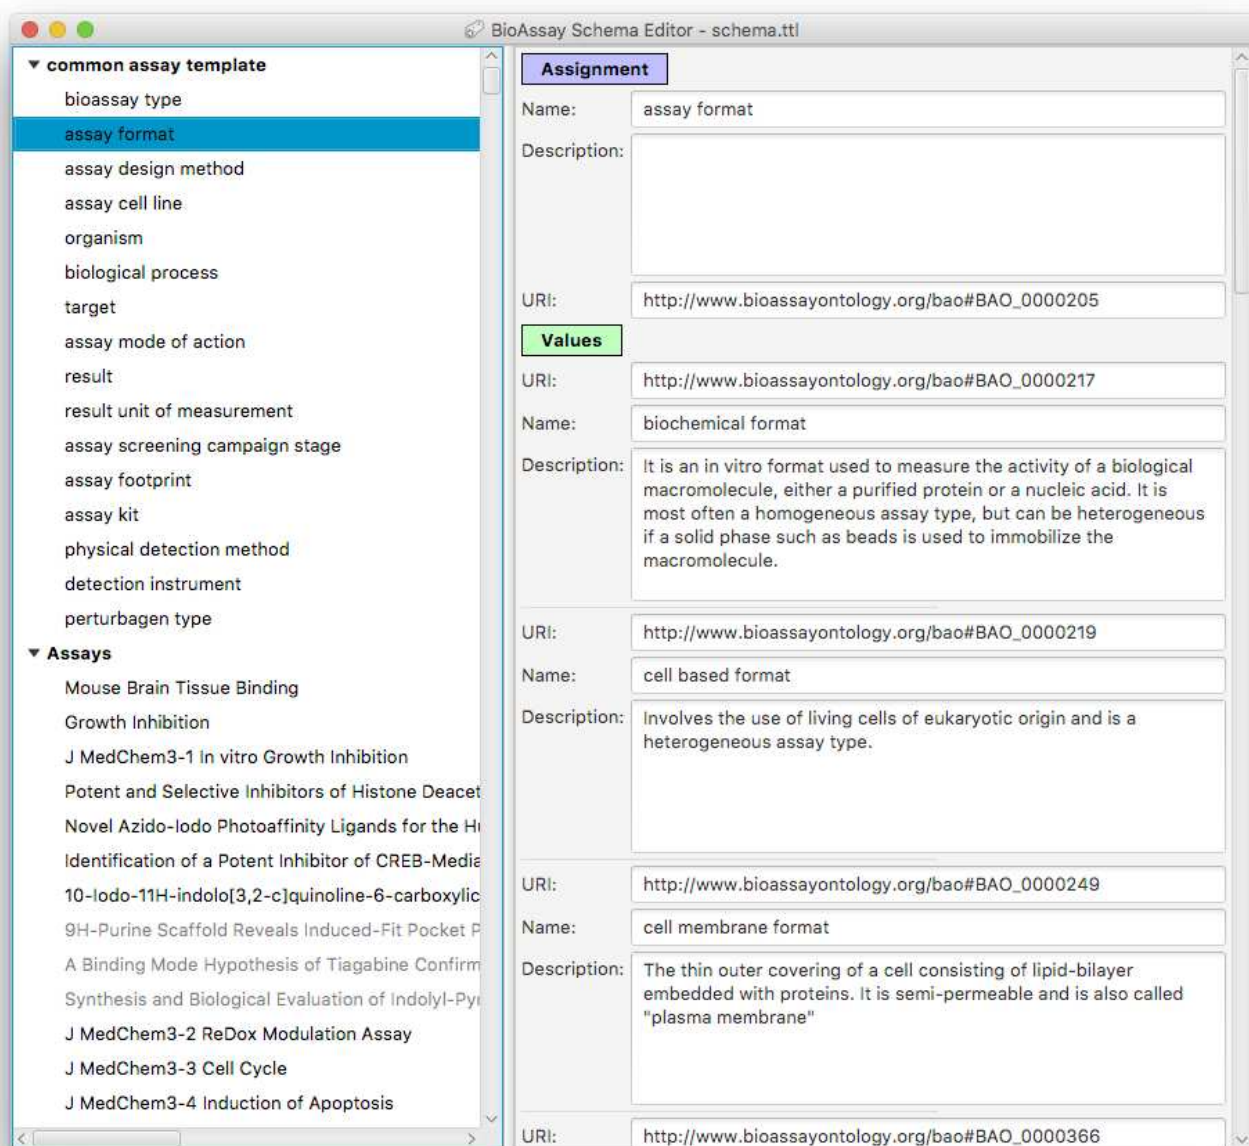 BioAssay Schema Editor - schema.ttl
common assay template
bioassay type
assay format
assay design method
assay cell line
organism
biological process
target
assay mode of action
result
result unit of measurement
assay screening campaign stage
assay footprint
assay kit
physical detection method
detection instrument
perturbagen type
Assays
Mouse Brain Tissue Binding
Growth Inhibition
J MedChem3-1 In vitro Growth Inhibition
Potent and Selective Inhibitors of Histone Deacet
Novel Azido-Iodo Photoaffinity Ligands for the Hu
Identification of a Potent Inhibitor of CREB-Media
10-Iodo-11H-indolo[3,2-c]quinoline-6-carboxylic
9H-Purine Scaffold Reveals Induced-Fit Pocket P
A Binding Mode Hypothesis of Tiagabine Confirm
Synthesis and Biological Evaluation of Indolyl-Pyr
J MedChem3-2 ReDox Modulation Assay
J MedChem3-3 Cell Cycle
J MedChem3-4 Induction of Apoptosis
Assignment
Name: assay format
Description:
URI: http://www.bioassayontology.org/bao#BAO_0000205
Values
URI: http://www.bioassayontology.org/bao#BAO_0000217
Name: biochemical format
Description: It is an in vitro format used to measure the activity of a biological
macromolecule, either a purified protein or a nucleic acid. It is
most often a homogeneous assay type, but can be heterogeneous
if a solid phase such as beads is used to immobilize the
macromolecule.
URI: http://www.bioassayontology.org/bao#BAO_0000219
Name: cell based format
Description: Involves the use of living cells of eukaryotic origin and is a
heterogeneous assay type.
URI: http://www.bioassayontology.org/bao#BAO_0000249
Name: cell membrane format
Description: The thin outer covering of a cell consisting of lipid-bilayer
embedded with proteins. It is semi-permeable and is also called
"plasma membrane"
URI: http://www.bioassayontology.org/bao#BAO_0000366